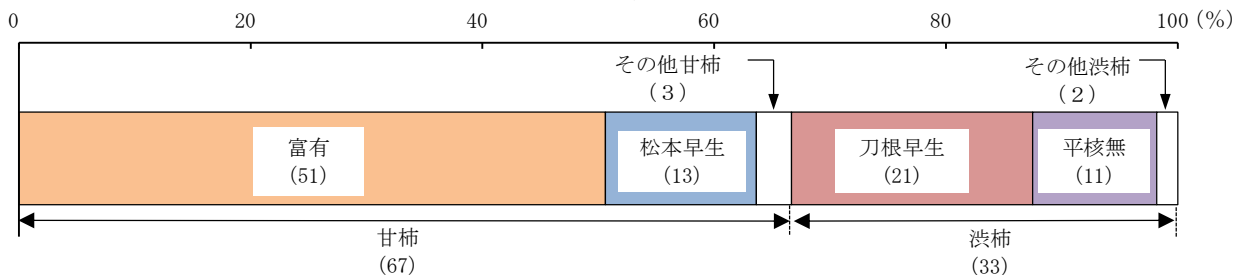 0 20 40 60 80 100 (%)
その他甘柿
(3)
その他渋柿
(2)
富有
(51)
松本早生
(13)
刀根早生
(21)
平核無
(11)
甘柿
(67)
渋柿
(33)